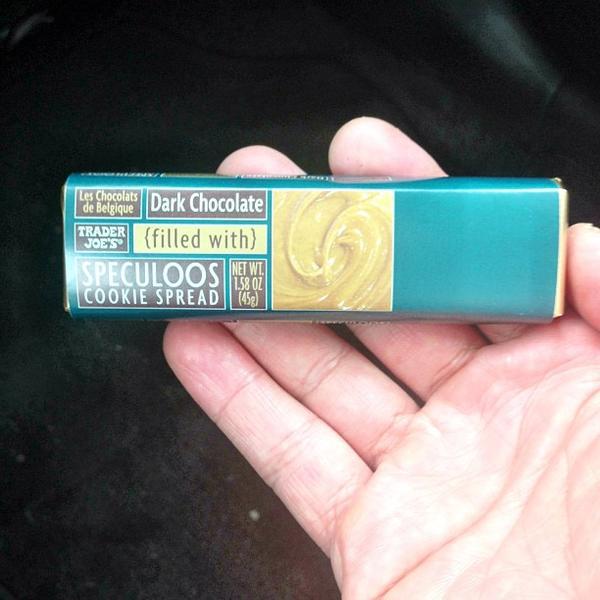 Les Chocolats
de Belgique
Dark Chocolate
TRADER
JOE'S®
{filled with}
SPECULOOS
COOKIE SPREAD
NET WT.
1.58 OZ
(45g)